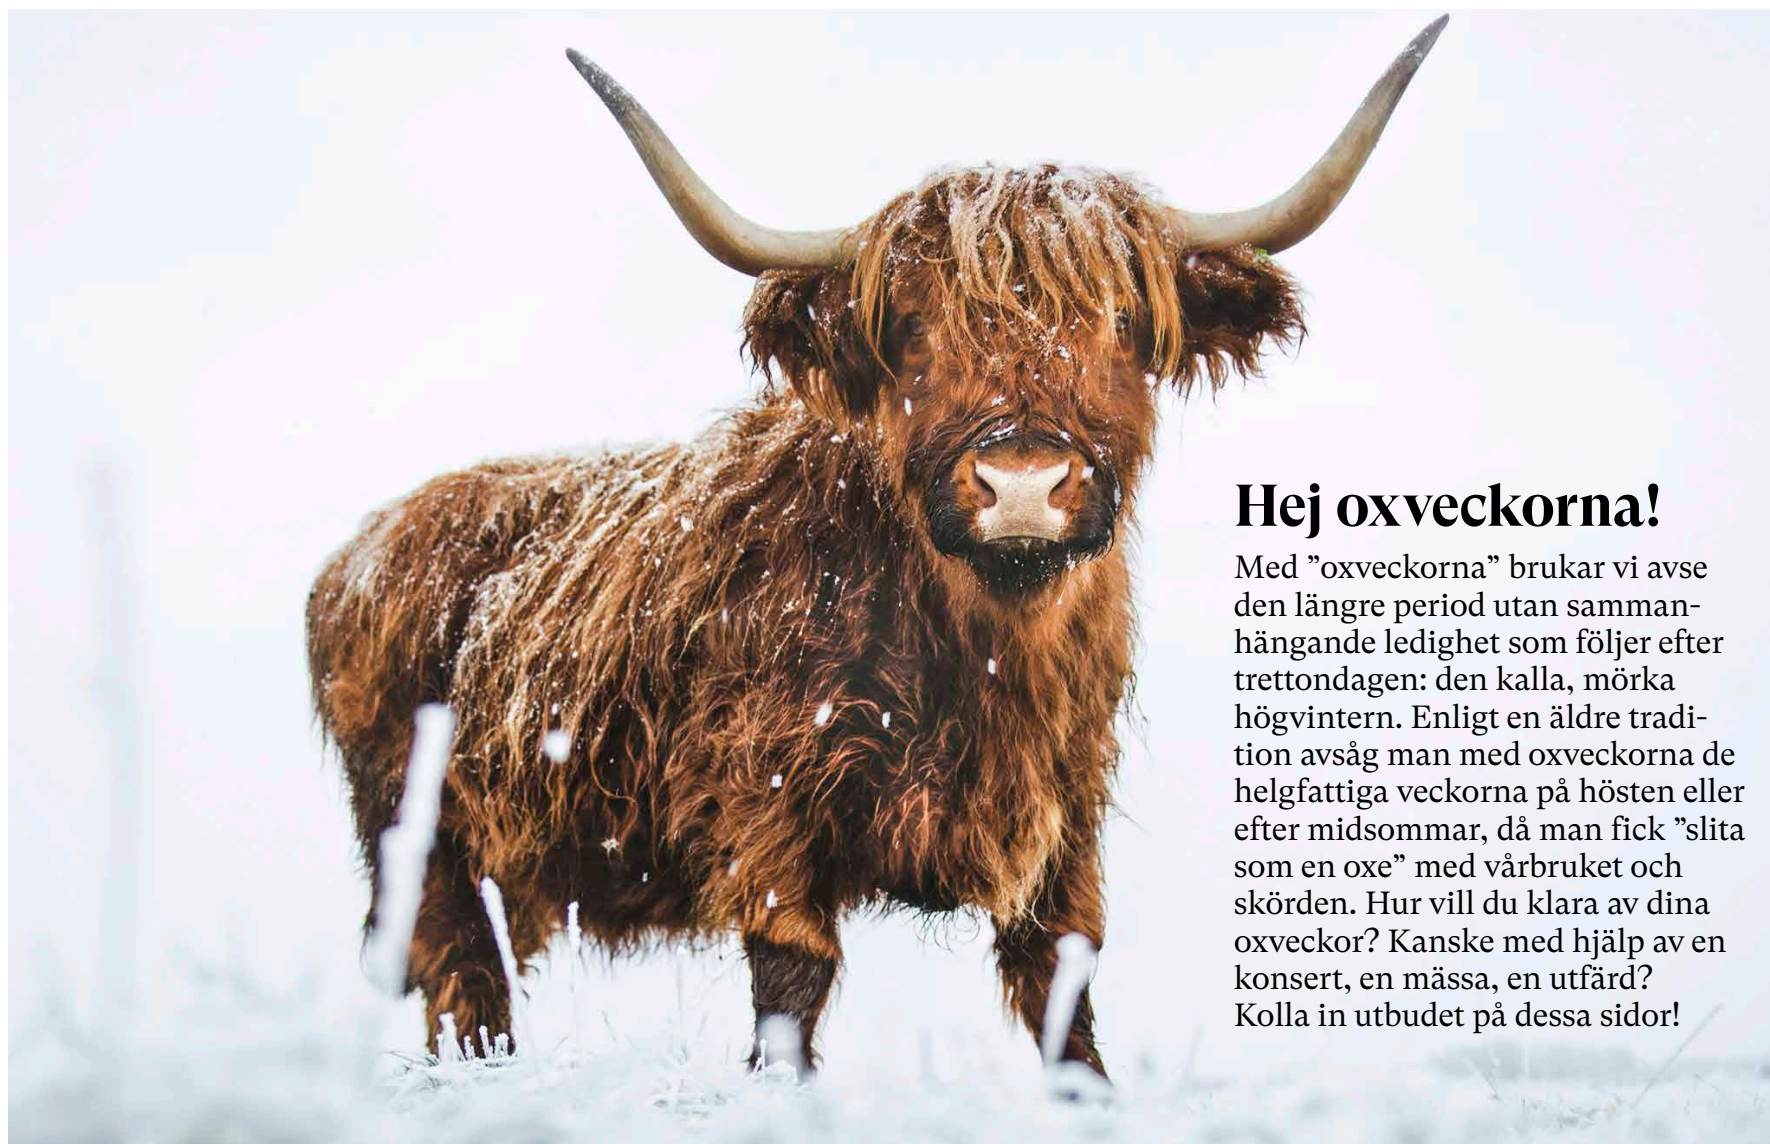 Hej oxveckorna!
Med ”oxveckorna” brukar vi avse
den längre period utan samman-
hängande ledighet som följer efter
trettondagen: den kalla, mörka
högvintern. Enligt en äldre tradi-
tion avsåg man med oxveckorna de
helgfattiga veckorna på hösten eller
efter midsommar, då man fick ”slita
som en oxe” med vårbruket och
skörden. Hur vill du klara av dina
oxveckor? Kanske med hjälp av en
konsert, en mässa, en utfärd?
Kolla in utbudet på dessa sidor!